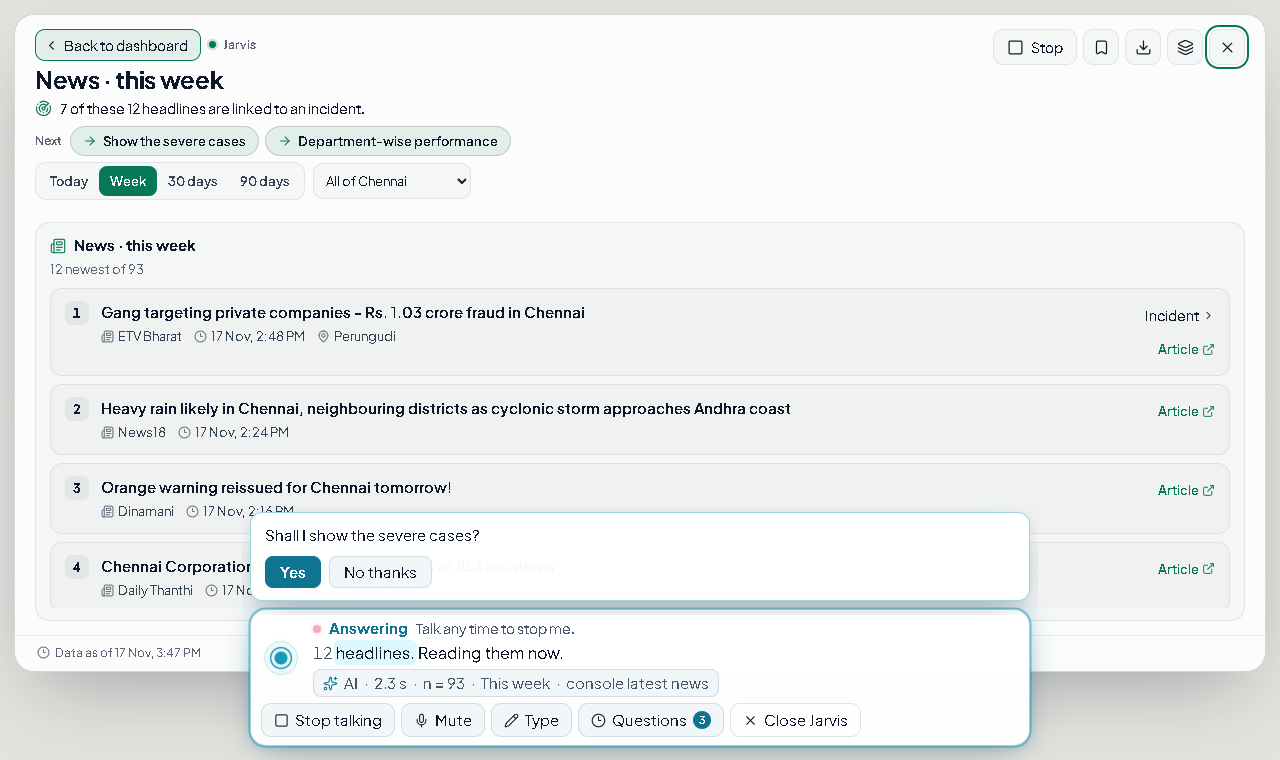 Back to dashboard
Jarvis
Stop
News · this week
7 of these 12 headlines are linked to an incident.
Next
Show the severe cases
Department-wise performance
Today
Week
30 days
90 days
All of Chennai
News · this week
12 newest of 93
1
Gang targeting private companies - Rs. 1.03 crore fraud in Chennai
Incident
ETV Bharat
17 Nov, 2:48 PM
Perungudi
Article
2
Heavy rain likely in Chennai, neighbouring districts as cyclonic storm approaches Andhra coast
Article
News18
17 Nov, 2:24 PM
3
Orange warning reissued for Chennai tomorrow!
Article
Dinamani
17 Nov, 2:16 PM
Shall I show the severe cases?
4
Chennai Corporation
at 853 locations
Article
Yes
No thanks
Daily Thanthi
Answering
Talk any time to stop me.
12 headlines. Reading them now.
Data as of 17 Nov, 3:47 PM
AI · 2.3 s · n = 93 · This week · console latest news
Stop talking
Mute
Type
Questions
3
Close Jarvis